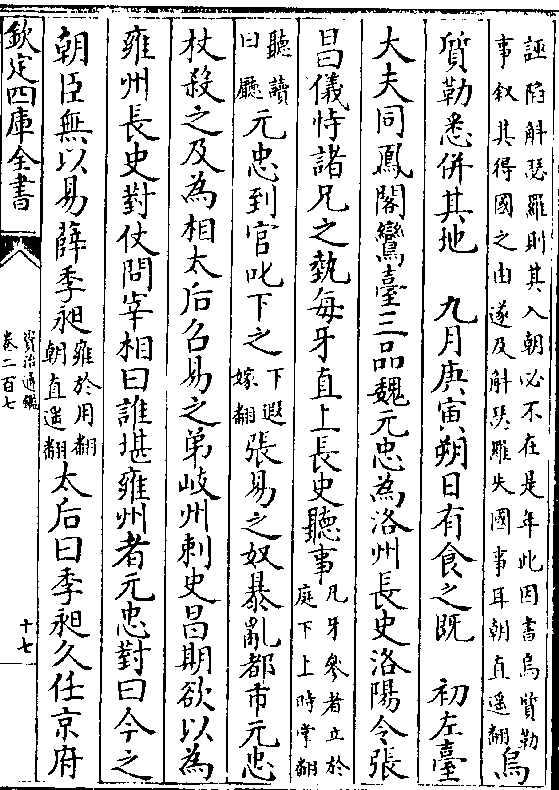 誣陷斛瑟羅則其入朝必不在是年此因書烏質勒
事叙其得國之由遂及斛瑟羅失國事耳朝直遥翻
烏
質勒悉併其地　九月庚寅朔日有食之既　初左臺
大夫同鳳閣鸞臺三品魏元忠為洛州長史洛陽令張
昌儀恃諸兄之埶每牙直上長史聽事
凡牙參者立於
庭下上時掌翻
聽讀
曰廳
元忠到官叱下之
下遐
嫁翻
張易之奴暴亂都市元忠
杖殺之及為相太后召易之弟岐州刺史昌期欲以為
雍州長史對仗問宰相曰誰堪雍州者元忠對曰今之
朝臣無以易薛季昶
雍於用翻
朝直遥翻
太后曰季昶久任京府
欽定四庫全書
資治通鑑
卷二百七
十七